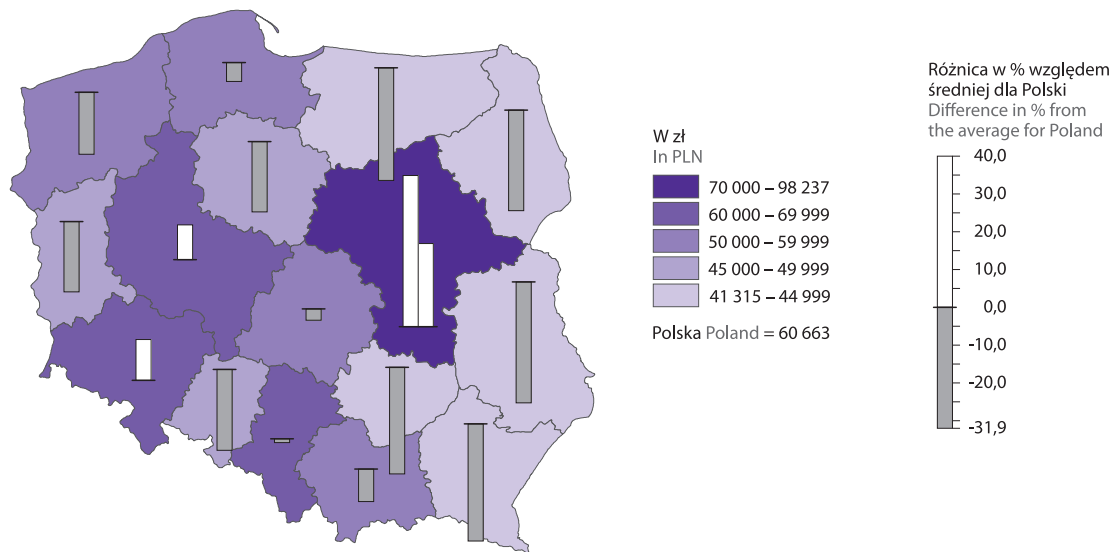 W zł
In PLN
70 000 – 98 237
60 000 – 69 999
50 000 – 59 999
45 000 – 49 999
41 315 – 44 999
Polska Poland = 60 663
Różnica w % względem
średniej dla Polski
Difference in % from
the average for Poland
40,0
30,0
20,0
10,0
0,0
-10,0
-20,0
-31,9